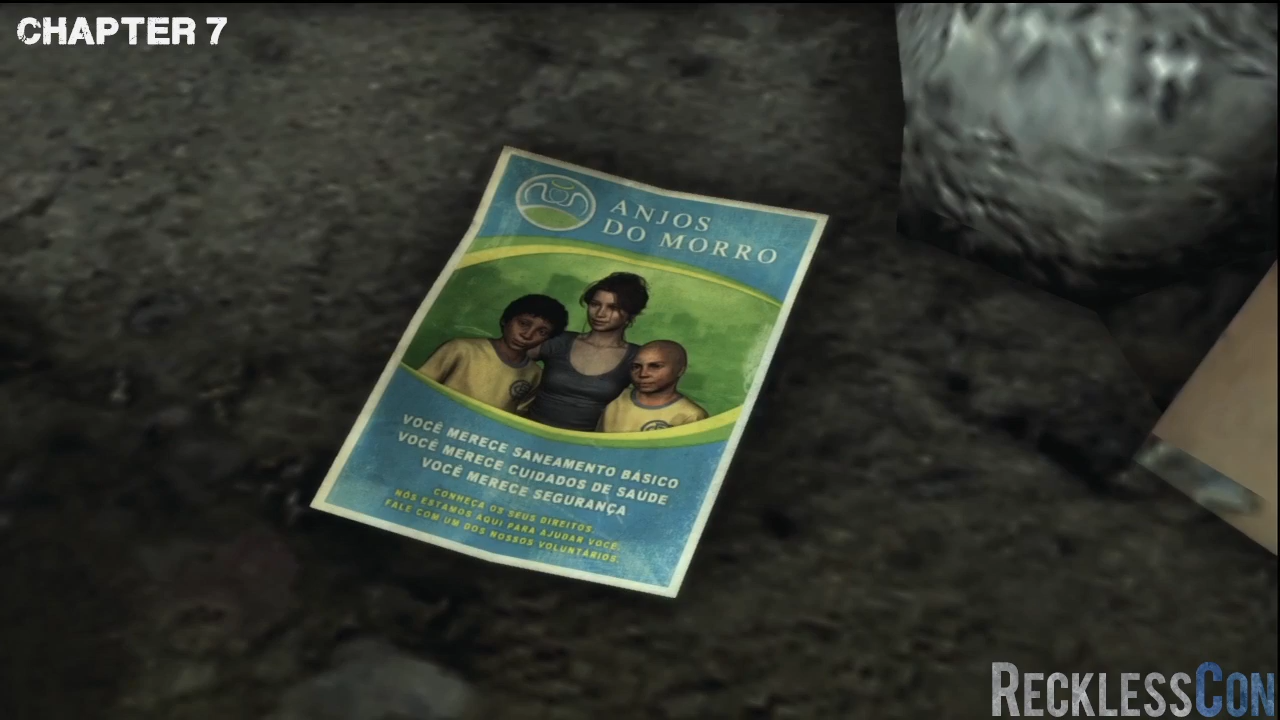 CHAPTER 7
ANJOS
DO MORRO
VOCÊ MERECE SANEAMENTO BÁSICO
VOCÊ MERECE CUIDADOS DE SAÚDE
VOCÊ MERECE SEGURANÇA
CONHEÇA OS SEUS DIREITOS.
NÓS ESTAMOS AQUI PARA AJUDAR VOCÊ.
FALE COM UM DOS NOSSOS VOLUNTÁRIOS.
RECKLESSCON